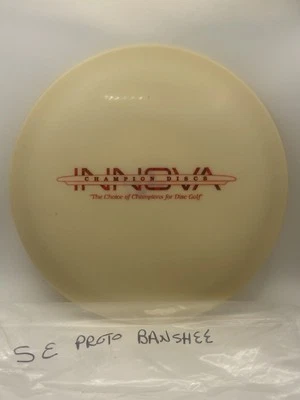 INNOVA
CHAMPION DISCS
"The Choice of Champions for Disc Golf"
SE PROTO BANSHEE